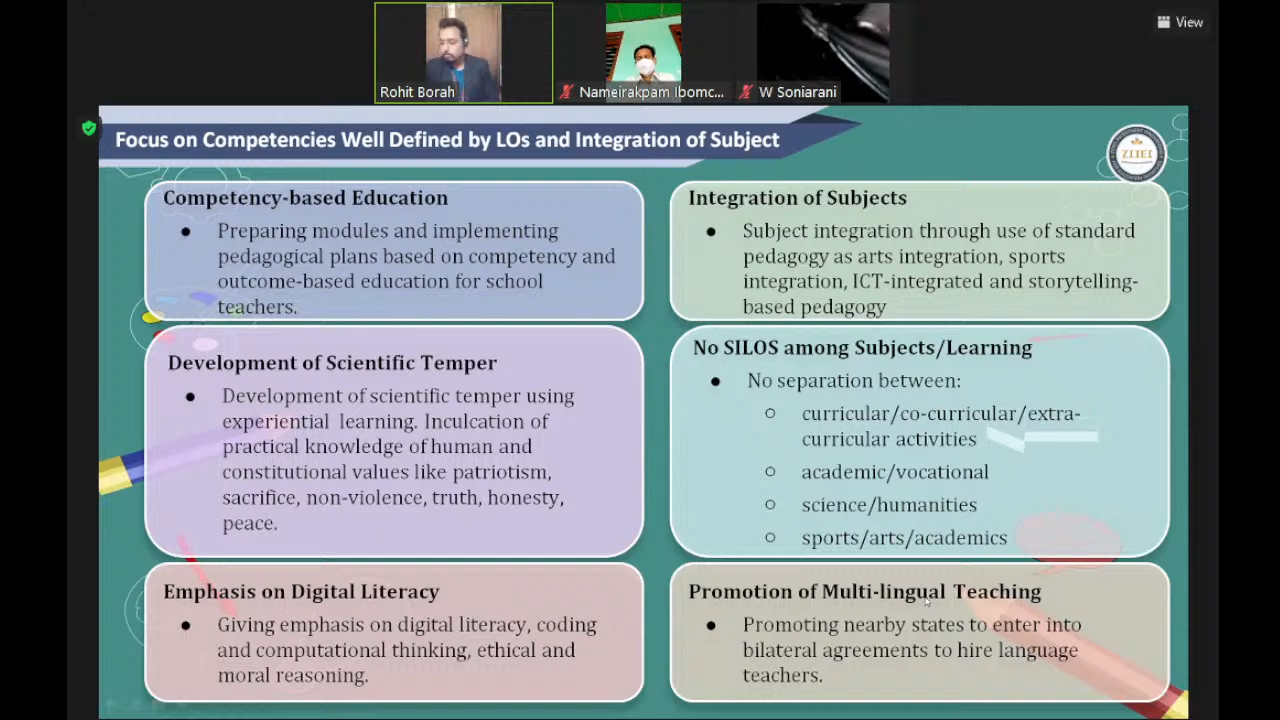 View
Rohit Borah
Nameirakpam Ibomc...
W Soniarani
Focus on Competencies Well Defined by LOs and Integration of Subject
ZIIEI
Competency-based Education
● Preparing modules and implementing
pedagogical plans based on competency and
outcome-based education for school
teachers.
Integration of Subjects
● Subject integration through use of standard
pedagogy as arts integration, sports
integration, ICT-integrated and storytelling-
based pedagogy
Development of Scientific Temper
● Development of scientific temper using
experiential learning. Inculcation of
practical knowledge of human and
constitutional values like patriotism,
sacrifice, non-violence, truth, honesty,
peace.
No SILOS among Subjects/Learning
● No separation between:
○ curricular/co-curricular/extra-
curricular activities
○ academic/vocational
○ science/humanities
○ sports/arts/academics
Emphasis on Digital Literacy
● Giving emphasis on digital literacy, coding
and computational thinking, ethical and
moral reasoning.
Promotion of Multi-lingual Teaching
● Promoting nearby states to enter into
bilateral agreements to hire language
teachers.